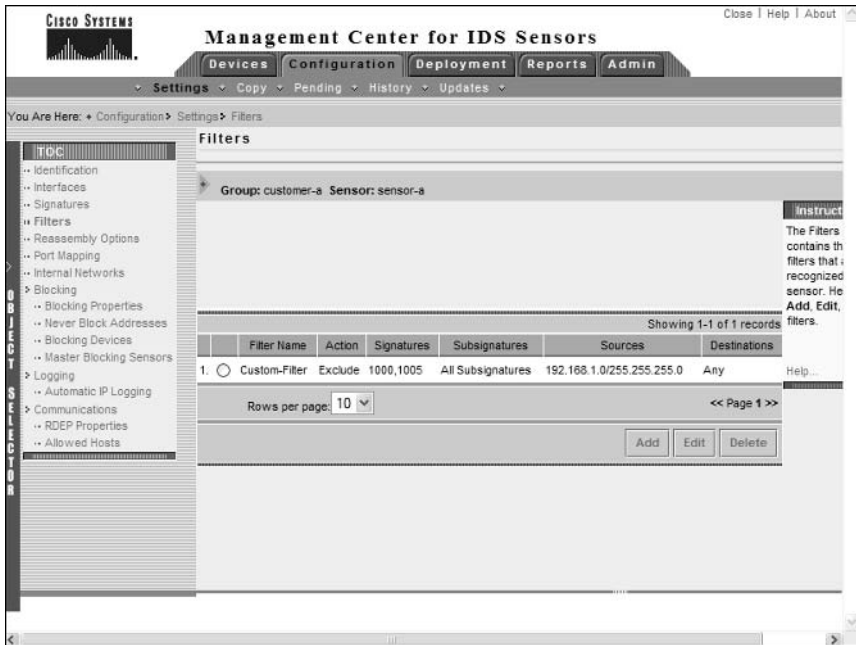 Close | Help | About
CISCO SYSTEMS
Management Center for IDS Sensors
Devices Configuration Deployment Reports Admin
Settings Copy Pending History Updates
You Are Here: Configuration > Settings > Filters
Filters
TOC
Identification
Interfaces
Signatures
Filters
Reassembly Options
Port Mapping
Internal Networks
Blocking
Blocking Properties
Never Block Addresses
Blocking Devices
Master Blocking Sensors
Logging
Automatic IP Logging
Communications
RDEP Properties
Allowed Hosts
OBJECT SELECTOR
Group: customer-a Sensor: sensor-a
Showing 1-1 of 1 records
Filter Name Action Signatures Subsignatures Sources Destinations
1. Custom-Filter Exclude 1000,1005 All Subsignatures 192.168.1.0/255.255.255.0 Any
Rows per page: 10
<< Page 1 >>
Add Edit Delete
Instruct
The Filters
contains th
filters that
recognized
sensor. He
Add, Edit,
filters.
Help...